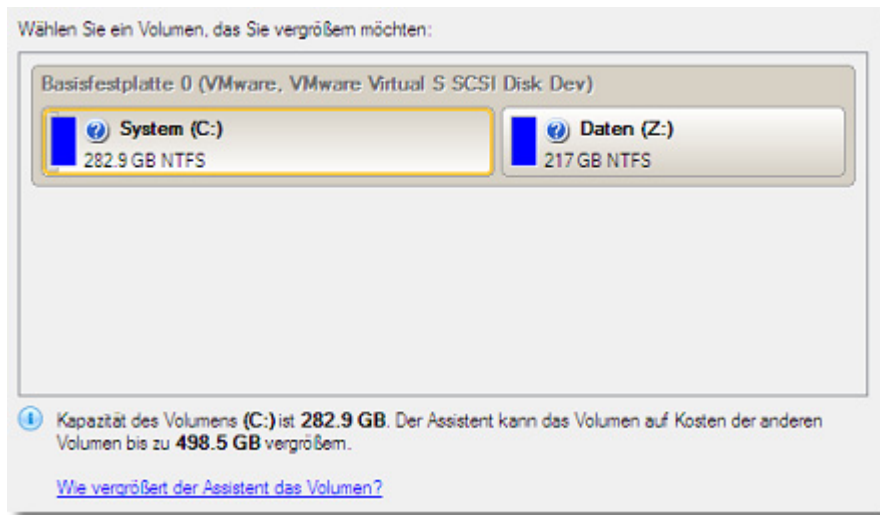 Wählen Sie ein Volumen, das Sie vergrößern möchten:
Basisfestplatte 0 (VMware, VMware Virtual S SCSI Disk Dev)
System (C:)
282.9 GB NTFS
Daten (Z:)
217 GB NTFS
Kapazität des Volumens (C:) ist 282.9 GB. Der Assistent kann das Volumen auf Kosten der anderen
Volumen bis zu 498.5 GB vergrößern.
Wie vergrößert der Assistent das Volumen?